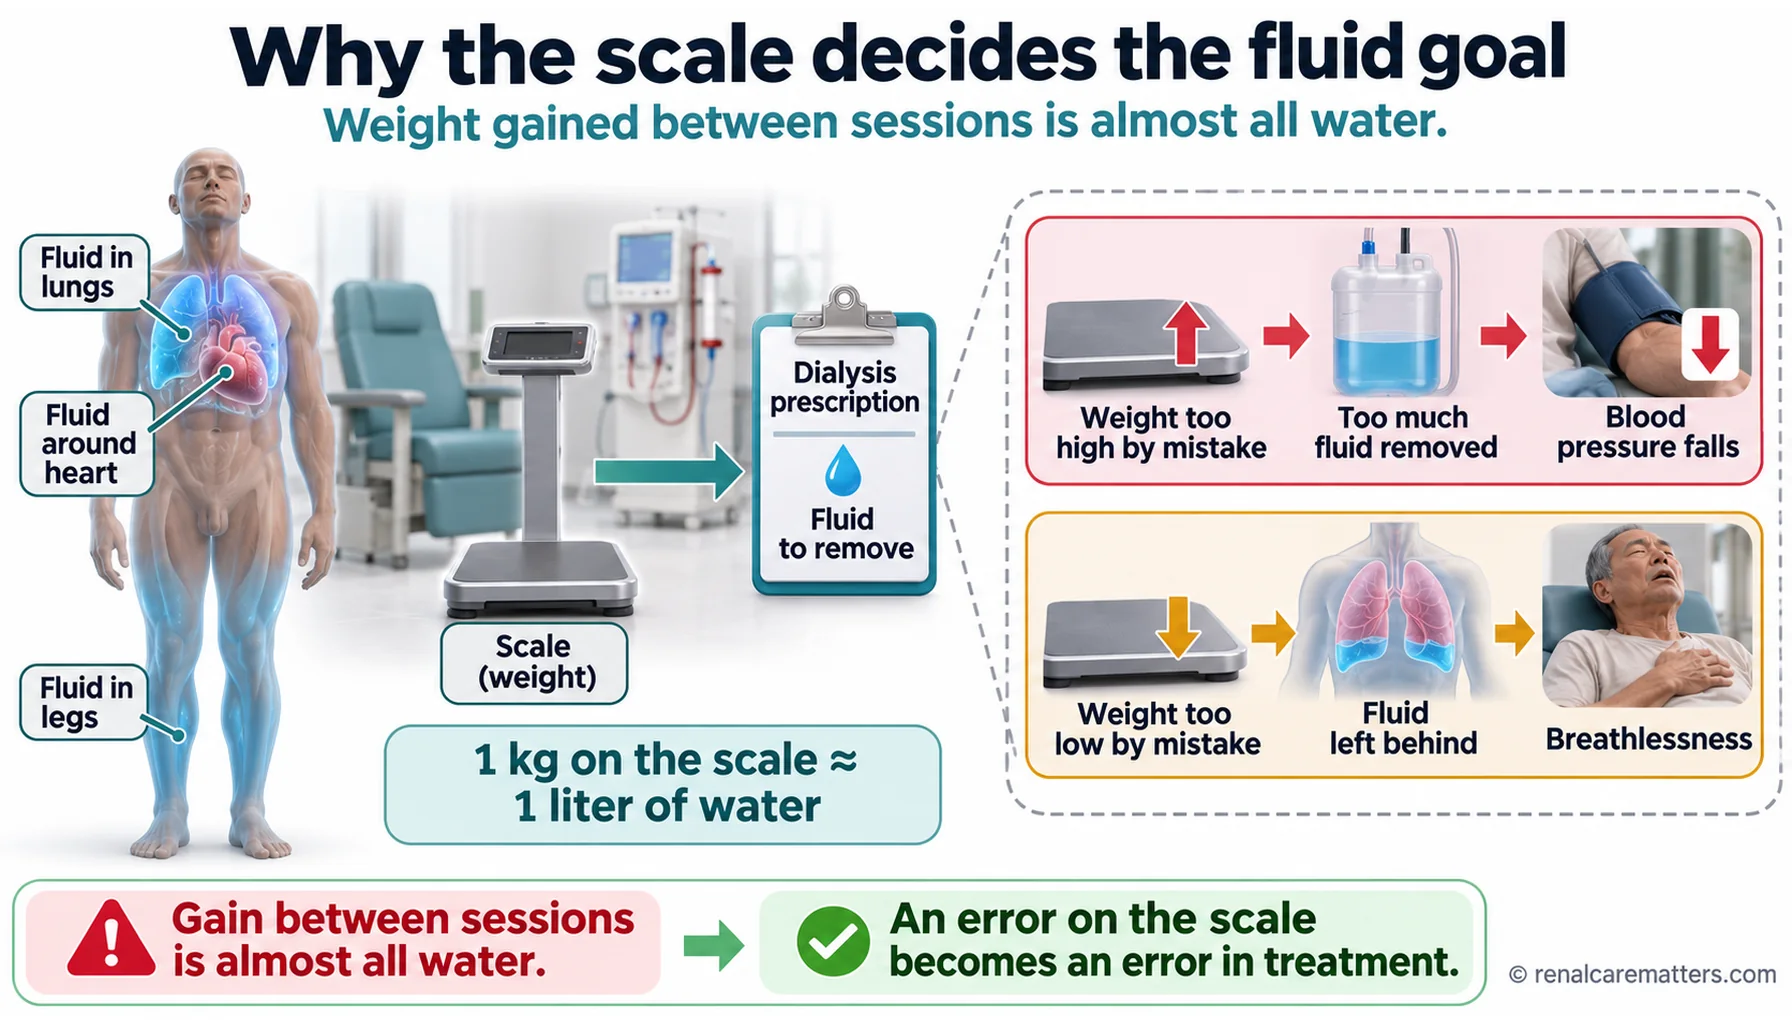 Why the scale decides the fluid goal
Weight gained between sessions is almost all water.
Fluid in
lungs
Fluid
around
heart
Fluid in
legs
Scale
(weight)
Dialysis
prescription
Fluid
to remove
1 kg on the scale ≈
1 liter of water
Weight too
high by mistake
Too much
fluid removed
Blood
pressure falls
Weight too
low by mistake
Fluid
left behind
Breathlessness
Gain between sessions
is almost all water.
An error on the scale
becomes an error in treatment.
© renalcarematters.com